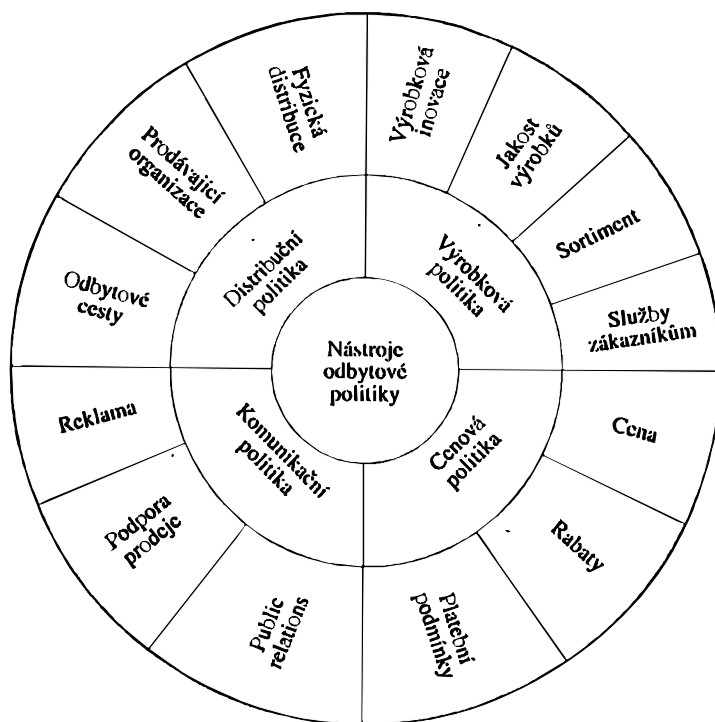 Nástroje
odbytové
politiky
Distribuční
politika
Výrobková
politika
Cenová
politika
Komunikační
politika
Výrobková
inovace
Jakost
výrobků
Sortiment
Služby
zákazníkům
Cena
Rabaty
Platební
podmínky
Public
relations
Podpora
prodeje
Reklama
Odbytové
cesty
Prodávající
organizace
Fyzická
distribuce